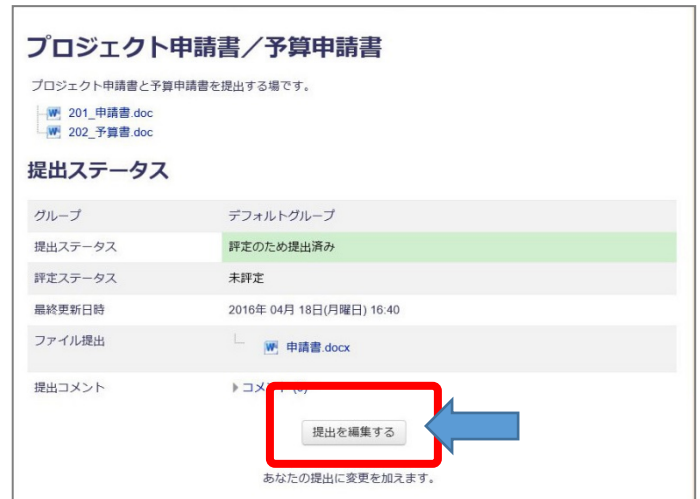 プロジェクト申請書／予算申請書
プロジェクト申請書と予算申請書を提出する場です。
201_申請書.doc
202_予算書.doc
提出ステータス
グループ デフォルトグループ
提出ステータス 評定のため提出済み
評定ステータス 未評定
最終更新日時 2016年 04月 18日(月曜日) 16:40
ファイル提出 申請書.docx
提出コメント
提出を編集する
あなたの提出に変更を加えます。